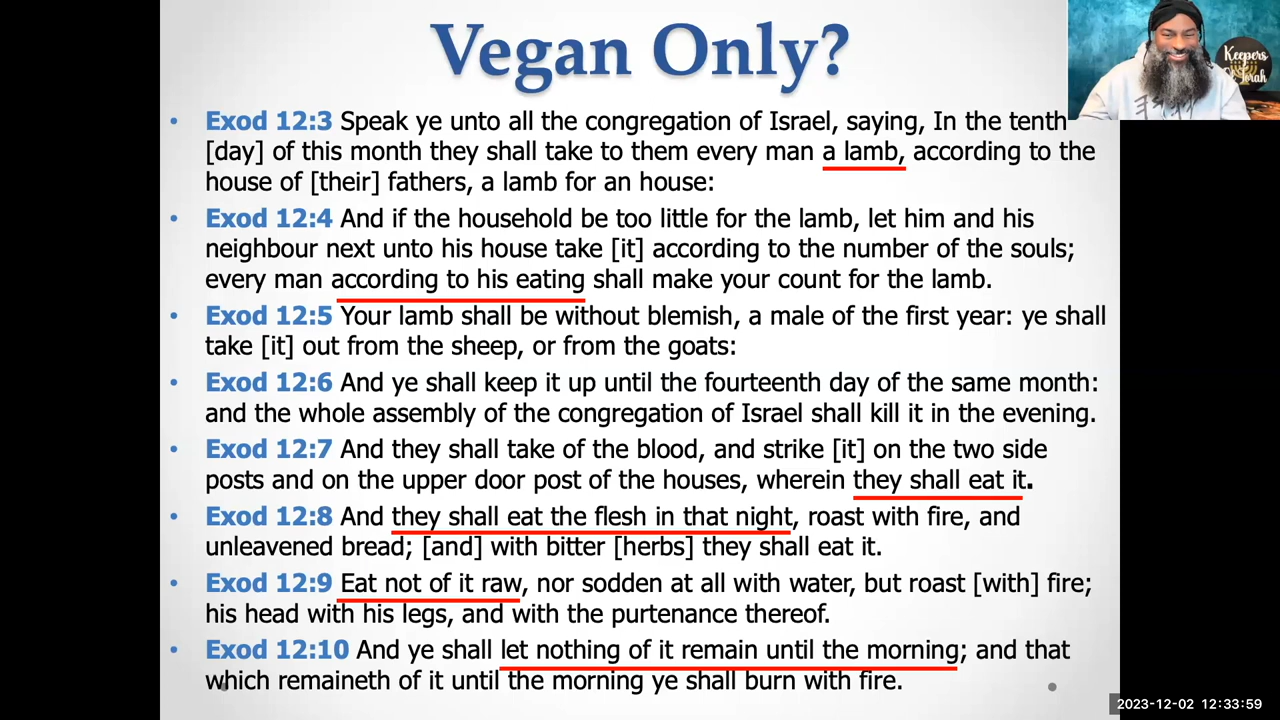 Vegan Only?
Keepers
Torah
• Exod 12:3 Speak ye unto all the congregation of Israel, saying, In the tenth
[day] of this month they shall take to them every man a lamb, according to the
house of [their] fathers, a lamb for an house:
• Exod 12:4 And if the household be too little for the lamb, let him and his
neighbour next unto his house take [it] according to the number of the souls;
every man according to his eating shall make your count for the lamb.
• Exod 12:5 Your lamb shall be without blemish, a male of the first year: ye shall
take [it] out from the sheep, or from the goats:
• Exod 12:6 And ye shall keep it up until the fourteenth day of the same month:
and the whole assembly of the congregation of Israel shall kill it in the evening.
• Exod 12:7 And they shall take of the blood, and strike [it] on the two side
posts and on the upper door post of the houses, wherein they shall eat it.
• Exod 12:8 And they shall eat the flesh in that night, roast with fire, and
unleavened bread; [and] with bitter [herbs] they shall eat it.
• Exod 12:9 Eat not of it raw, nor sodden at all with water, but roast [with] fire;
his head with his legs, and with the purtenance thereof.
• Exod 12:10 And ye shall let nothing of it remain until the morning; and that
which remaineth of it until the morning ye shall burn with fire.
2023-12-02 12:33:59